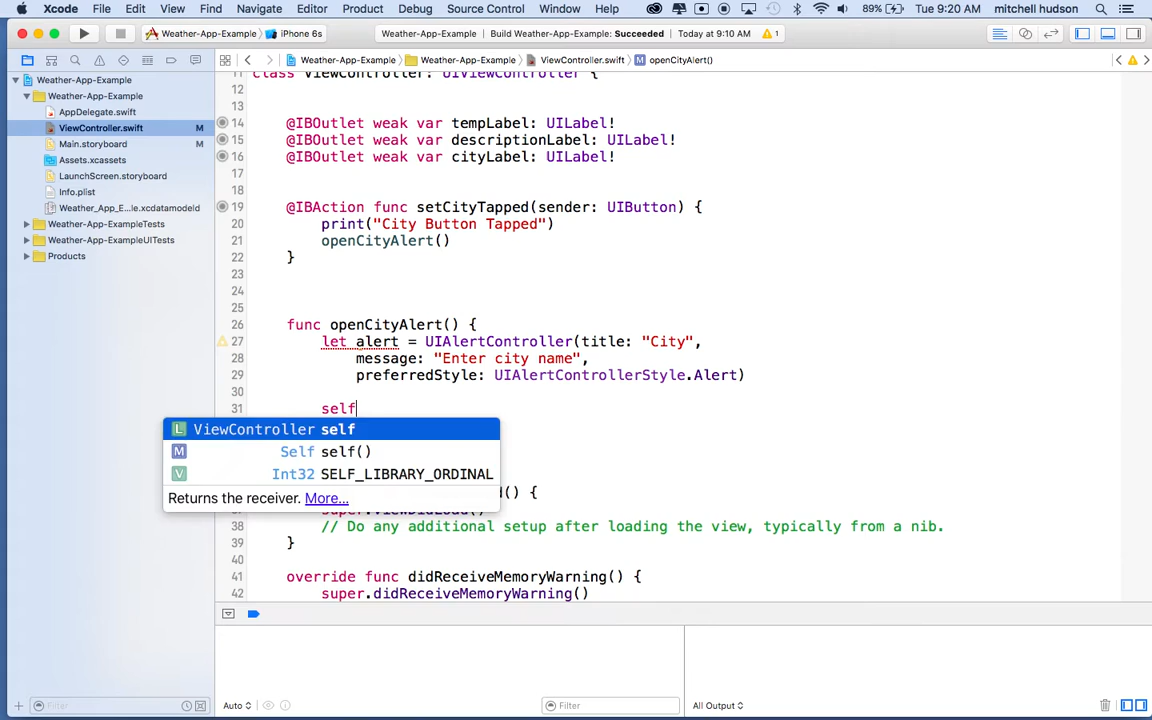 Xcode File Edit View Find Navigate Editor Product Debug Source Control Window Help 89% Tue 9:20 AM mitchell hudson
Weather-App-Example iPhone 6s Weather-App-Example | Build Weather-App-Example: Succeeded | Today at 9:10 AM 1
Weather-App-Example Weather-App-Example ViewController.swift M openCityAlert()
Weather-App-Example
Weather-App-Example
AppDelegate.swift
ViewController.swift M
Main.storyboard M
Assets.xcassets
LaunchScreen.storyboard
Info.plist
Weather_App_E...le.xcdatamodeld
Weather-App-ExampleTests
Weather-App-ExampleUITests
Products
11 class ViewController: UIViewController {
12
13
14 @IBOutlet weak var tempLabel: UILabel!
15 @IBOutlet weak var descriptionLabel: UILabel!
16 @IBOutlet weak var cityLabel: UILabel!
17
18
19 @IBAction func setCityTapped(sender: UIButton) {
20 print("City Button Tapped")
21 openCityAlert()
22 }
23
24
25
26 func openCityAlert() {
27 let alert = UIAlertController(title: "City",
28 message: "Enter city name",
29 preferredStyle: UIAlertControllerStyle.Alert)
30
31 self
L ViewController self
M Self self()
V Int32 SELF_LIBRARY_ORDINAL
Returns the receiver. More...
() {
super.viewDidLoad()
38 // Do any additional setup after loading the view, typically from a nib.
39 }
40
41 override func didReceiveMemoryWarning() {
42 super.didReceiveMemoryWarning()
Filter Auto Filter All Output